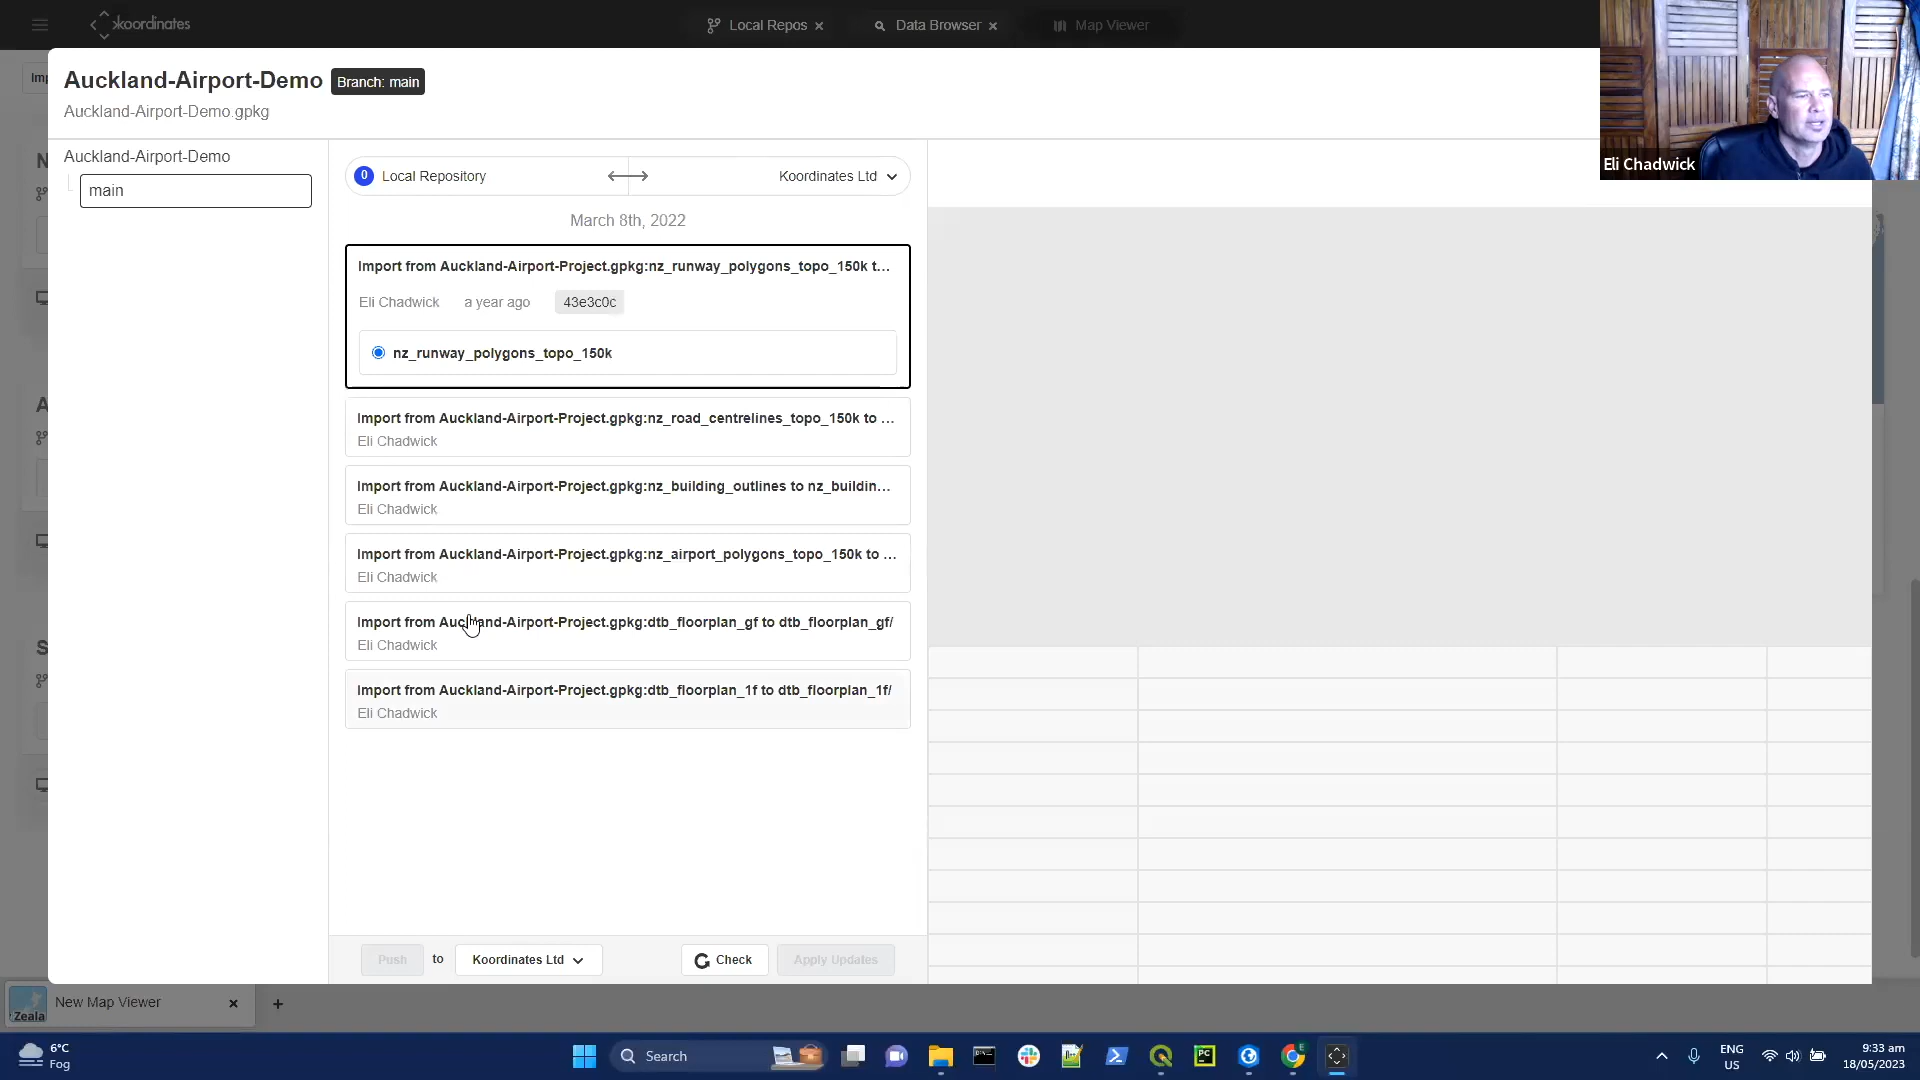 koordinates
Local Repos
Data Browser
Map Viewer
Imp
Auckland-Airport-Demo
Branch: main
Auckland-Airport-Demo.gpkg
Eli Chadwick
Auckland-Airport-Demo
main
0 Local Repository
Koordinates Ltd
March 8th, 2022
Import from Auckland-Airport-Project.gpkg:nz_runway_polygons_topo_150k t...
Eli Chadwick a year ago 43e3c0c
nz_runway_polygons_topo_150k
Import from Auckland-Airport-Project.gpkg:nz_road_centrelines_topo_150k to ...
Eli Chadwick
Import from Auckland-Airport-Project.gpkg:nz_building_outlines to nz_buildin...
Eli Chadwick
Import from Auckland-Airport-Project.gpkg:nz_airport_polygons_topo_150k to ...
Eli Chadwick
Import from Auckland-Airport-Project.gpkg:dtb_floorplan_gf to dtb_floorplan_gf/
Eli Chadwick
Import from Auckland-Airport-Project.gpkg:dtb_floorplan_1f to dtb_floorplan_1f/
Eli Chadwick
N
A
S
Push to Koordinates Ltd
Check
Apply Updates
Zeala
New Map Viewer
6°C
Fog
Search
PC
E
ENG
US
9:33 am
18/05/2023